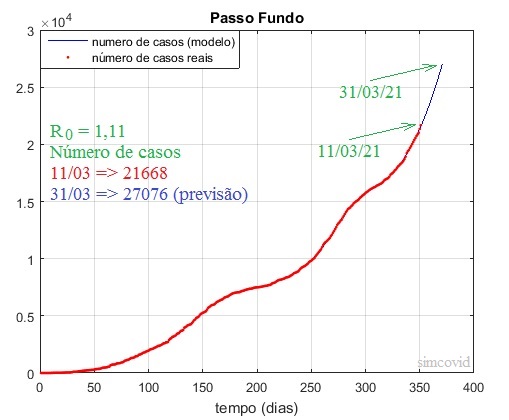 Passo Fundo
× 10⁴
numero de casos (modelo)
número de casos reais
3
2.5
2
1.5
1
0.5
0
31/03/21
11/03/21
R₀ = 1,11
Número de casos
11/03 => 21668
31/03 => 27076 (previsão)
simcovid
0 50 100 150 200 250 300 350 400
tempo (dias)